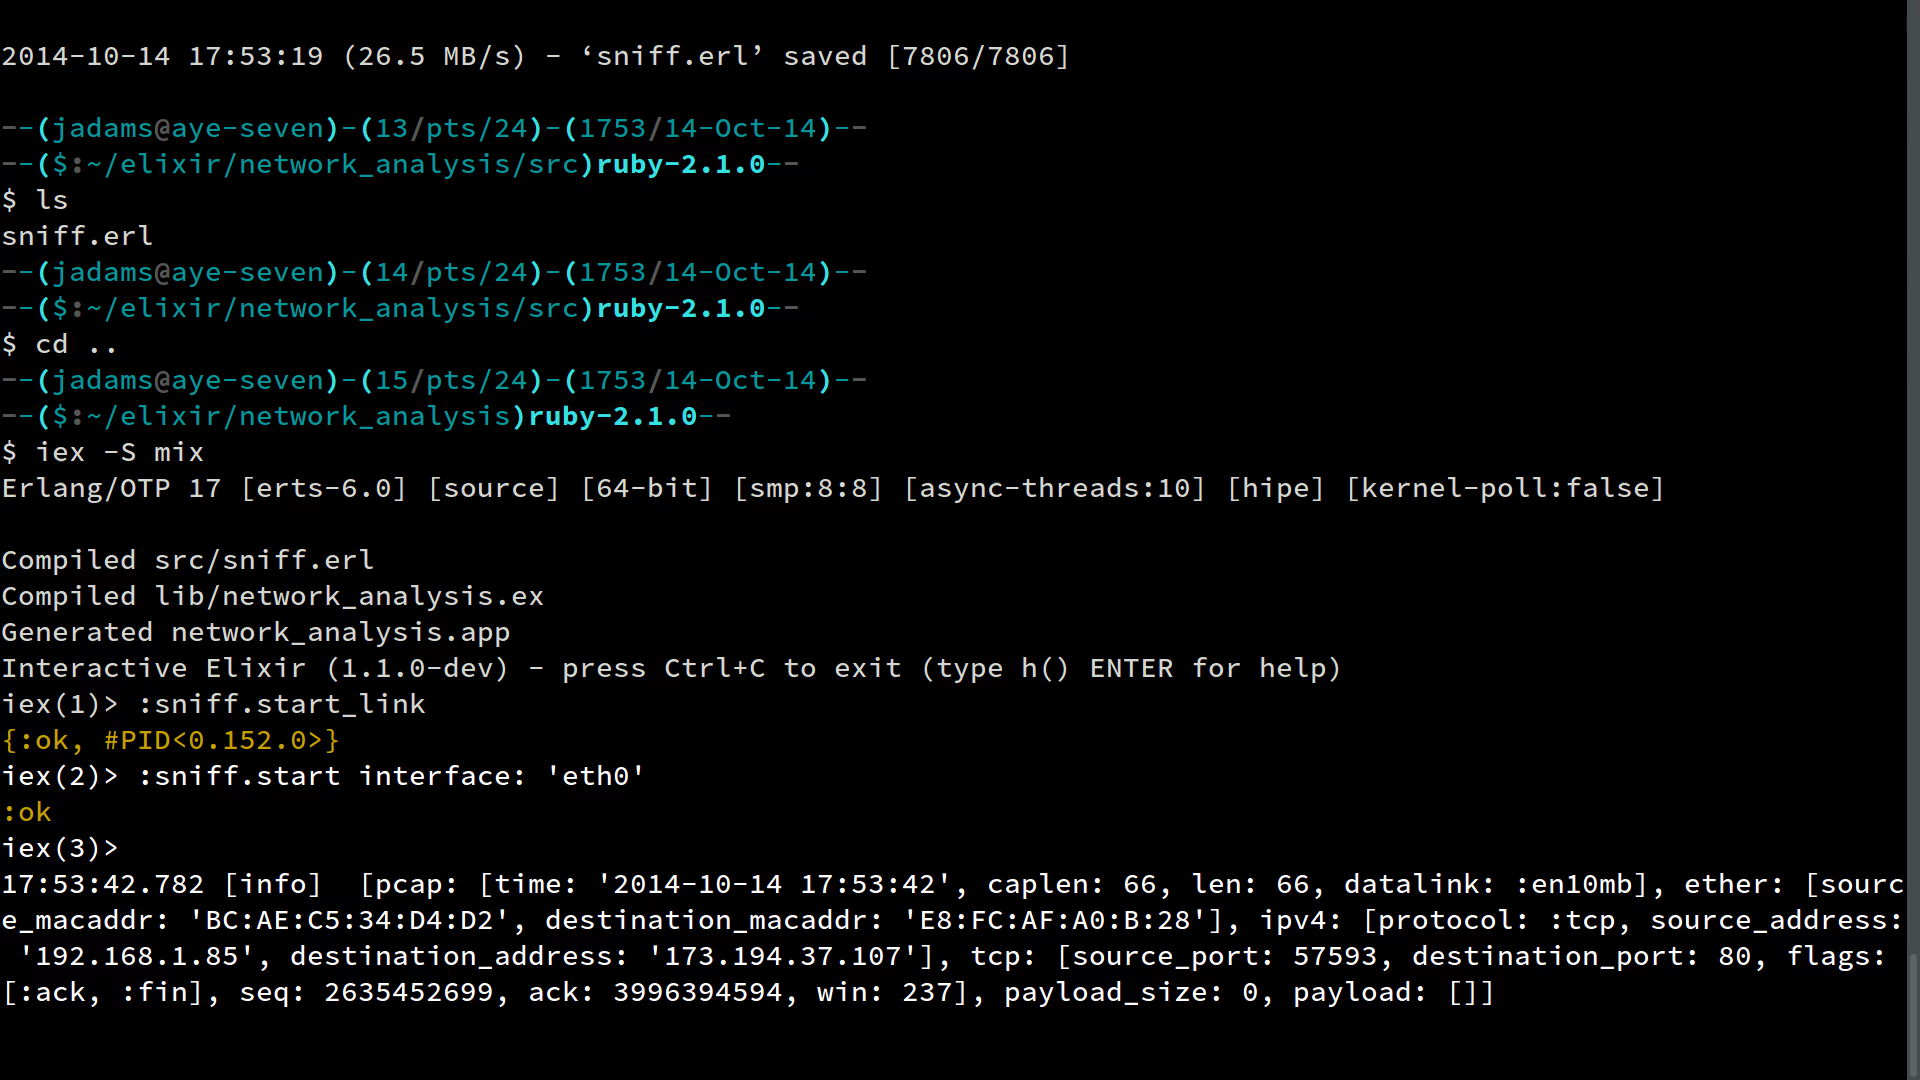 2014-10-14 17:53:19 (26.5 MB/s) - ‘sniff.erl’ saved [7806/7806]
--(jadams@aye-seven)-(13/pts/24)-(1753/14-Oct-14)--
--($:~/elixir/network_analysis/src)ruby-2.1.0--
$ ls
sniff.erl
--(jadams@aye-seven)-(14/pts/24)-(1753/14-Oct-14)--
--($:~/elixir/network_analysis/src)ruby-2.1.0--
$ cd ..
--(jadams@aye-seven)-(15/pts/24)-(1753/14-Oct-14)--
--($:~/elixir/network_analysis)ruby-2.1.0--
$ iex -S mix
Erlang/OTP 17 [erts-6.0] [source] [64-bit] [smp:8:8] [async-threads:10] [hipe] [kernel-poll:false]
Compiled src/sniff.erl
Compiled lib/network_analysis.ex
Generated network_analysis.app
Interactive Elixir (1.1.0-dev) - press Ctrl+C to exit (type h() ENTER for help)
iex(1)> :sniff.start_link
{:ok, #PID<0.152.0>}
iex(2)> :sniff.start interface: 'eth0'
:ok
iex(3)>
17:53:42.782 [info]  [pcap: [time: '2014-10-14 17:53:42', caplen: 66, len: 66, datalink: :en10mb], ether: [sourc
e_macaddr: 'BC:AE:C5:34:D4:D2', destination_macaddr: 'E8:FC:AF:A0:B:28'], ipv4: [protocol: :tcp, source_address:
 '192.168.1.85', destination_address: '173.194.37.107'], tcp: [source_port: 57593, destination_port: 80, flags:
[:ack, :fin], seq: 2635452699, ack: 3996394594, win: 237], payload_size: 0, payload: []]